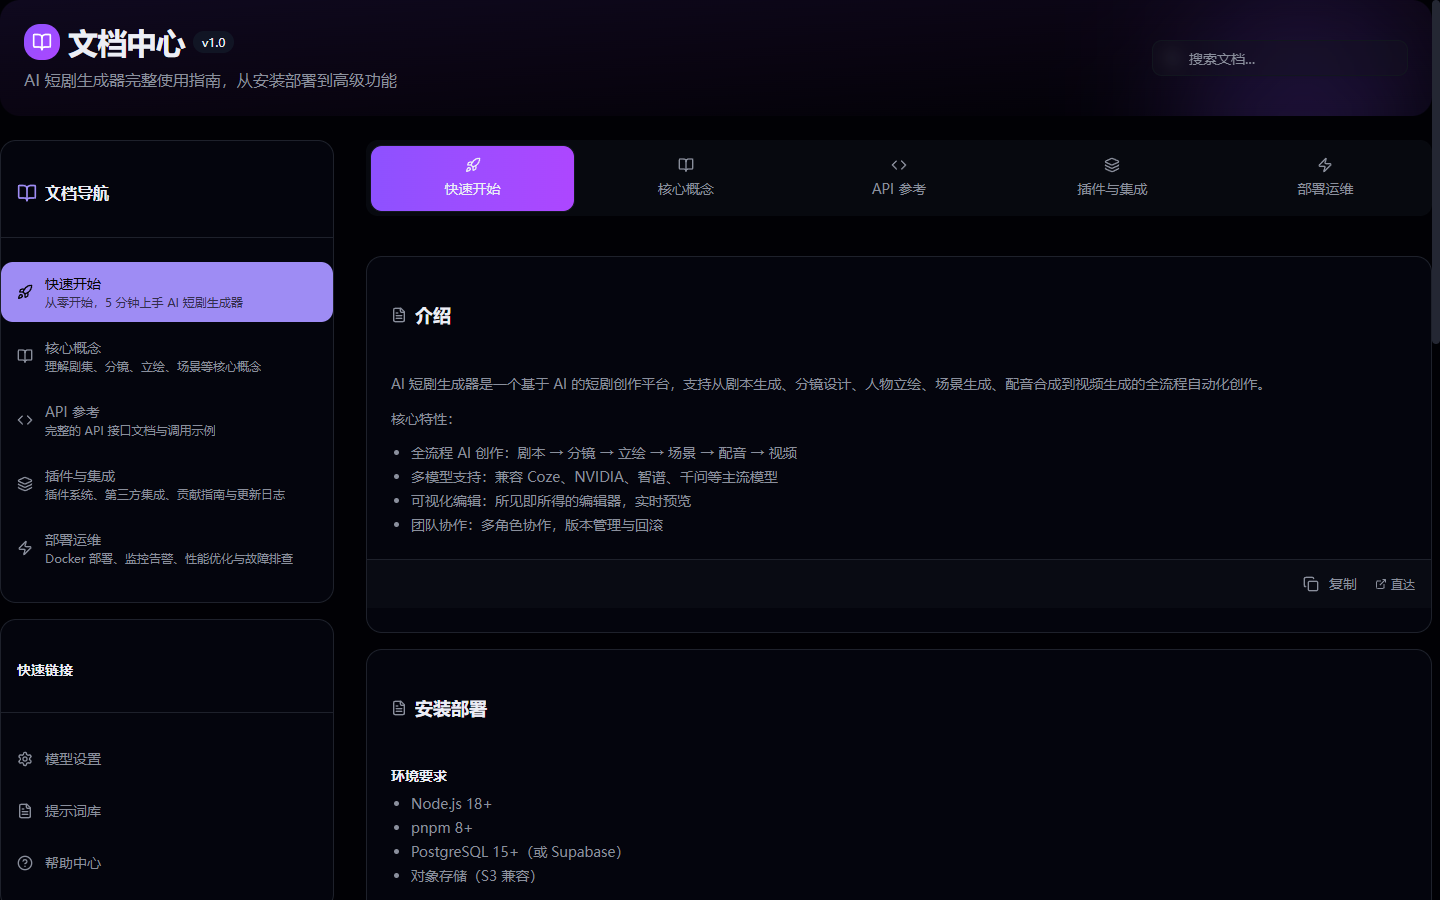 文档中心 v1.0
AI 短剧生成器完整使用指南，从安装部署到高级功能
搜索文档...
文档导航
快速开始
从零开始，5 分钟上手 AI 短剧生成器
核心概念
理解剧集、分镜、立绘、场景等核心概念
API 参考
完整的 API 接口文档与调用示例
插件与集成
插件系统、第三方集成、贡献指南与更新日志
部署运维
Docker 部署、监控告警、性能优化与故障排查
快速链接
模型设置
提示词库
帮助中心
快速开始
核心概念
API 参考
插件与集成
部署运维
介绍
AI 短剧生成器是一个基于 AI 的短剧创作平台，支持从剧本生成、分镜设计、人物立绘、场景生成、配音合成到视频生成的全流程自动化创作。
核心特性：
• 全流程 AI 创作：剧本 → 分镜 → 立绘 → 场景 → 配音 → 视频
• 多模型支持：兼容 Coze、NVIDIA、智谱、千问等主流模型
• 可视化编辑：所见即所得的编辑器，实时预览
• 团队协作：多角色协作，版本管理与回滚
复制 直达
安装部署
环境要求
• Node.js 18+
• pnpm 8+
• PostgreSQL 15+（或 Supabase）
• 对象存储（S3 兼容）